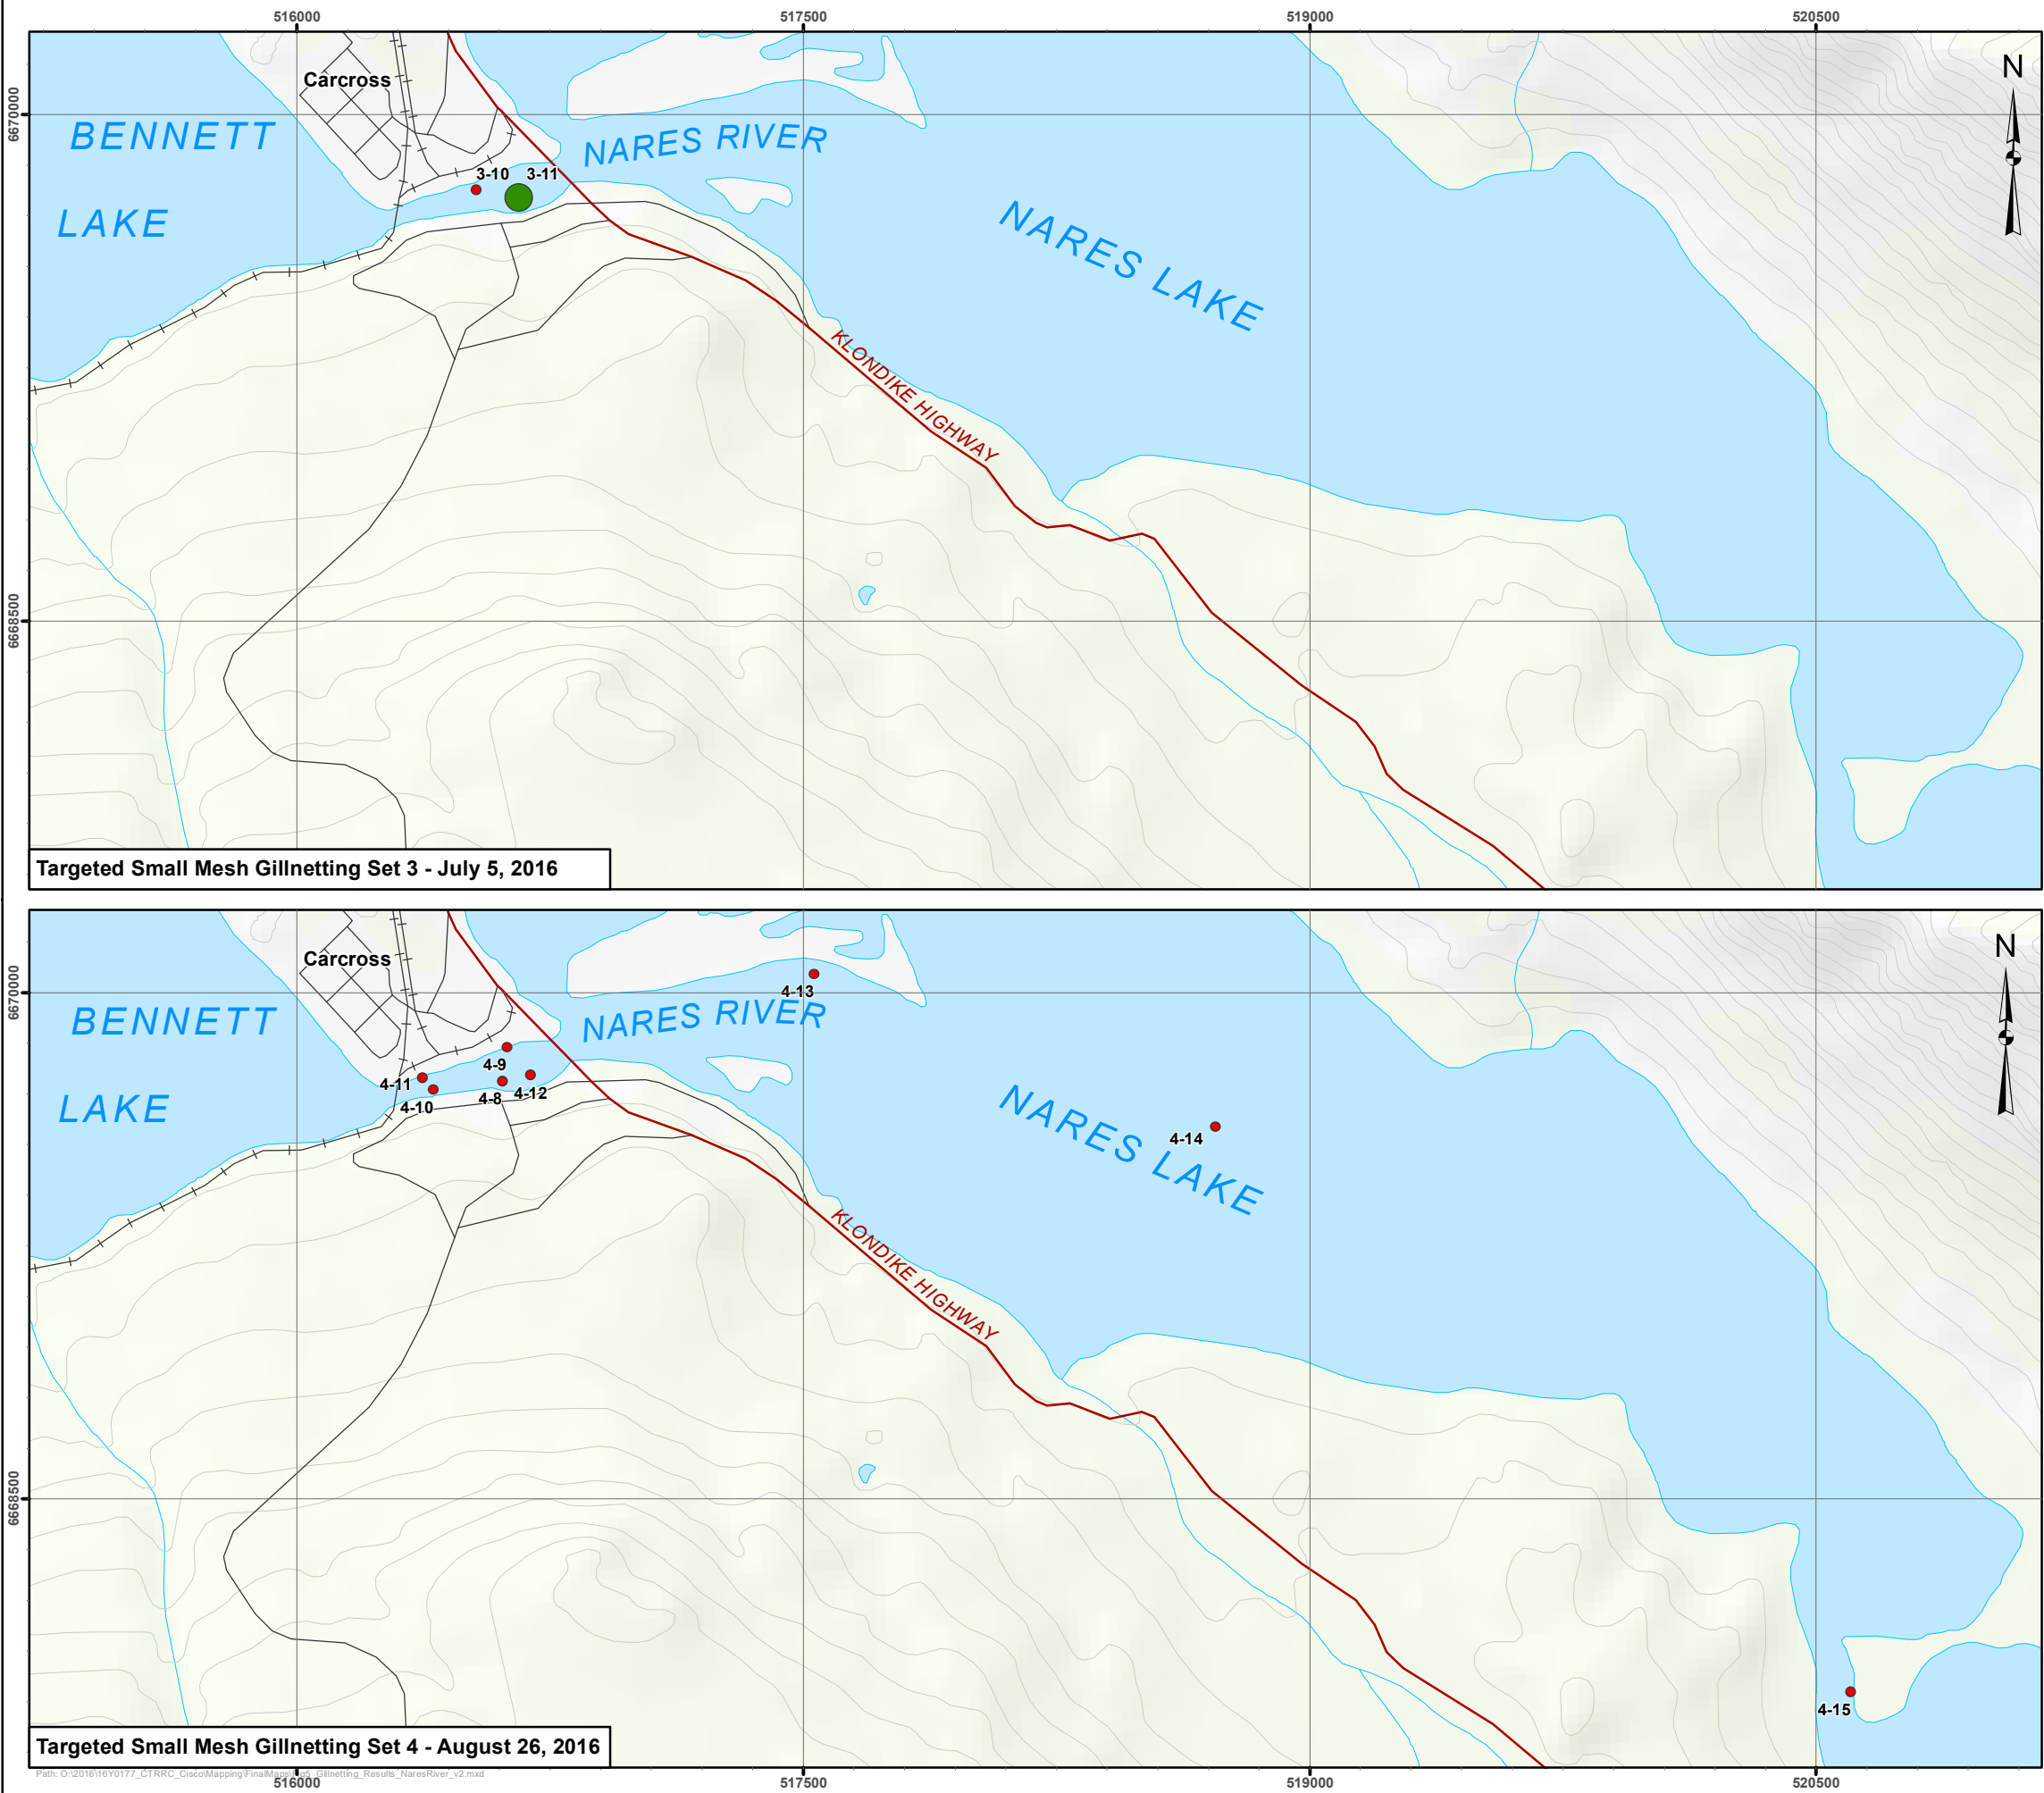 516000 517500 519000 520500
N
Carcross
6670000
BENNETT
NARES RIVER
3-10 3-11
LAKE
NARES LAKE
KLONDIKE HIGHWAY
6668500
Targeted Small Mesh Gillnetting Set 3 - July 5, 2016
N
Carcross
4-13
6670000
BENNETT
NARES RIVER
4-9
4-11
4-8
4-12
4-10
LAKE
NARES LAKE
4-14
KLONDIKE HIGHWAY
6668500
4-15
Targeted Small Mesh Gillnetting Set 4 - August 26, 2016
516000 517500 519000 520500